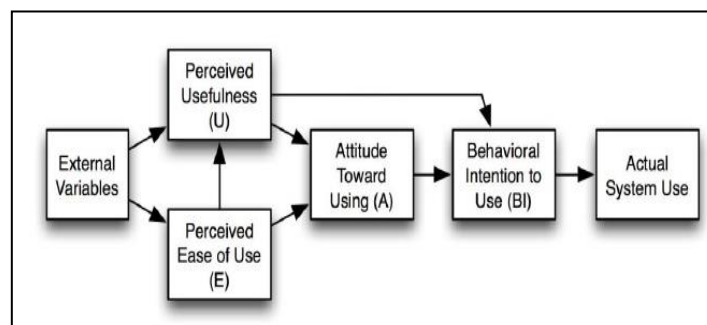 External
Variables
Perceived
Usefulness
(U)
Perceived
Ease of Use
(E)
Attitude
Toward
Using (A)
Behavioral
Intention to
Use (BI)
Actual
System Use